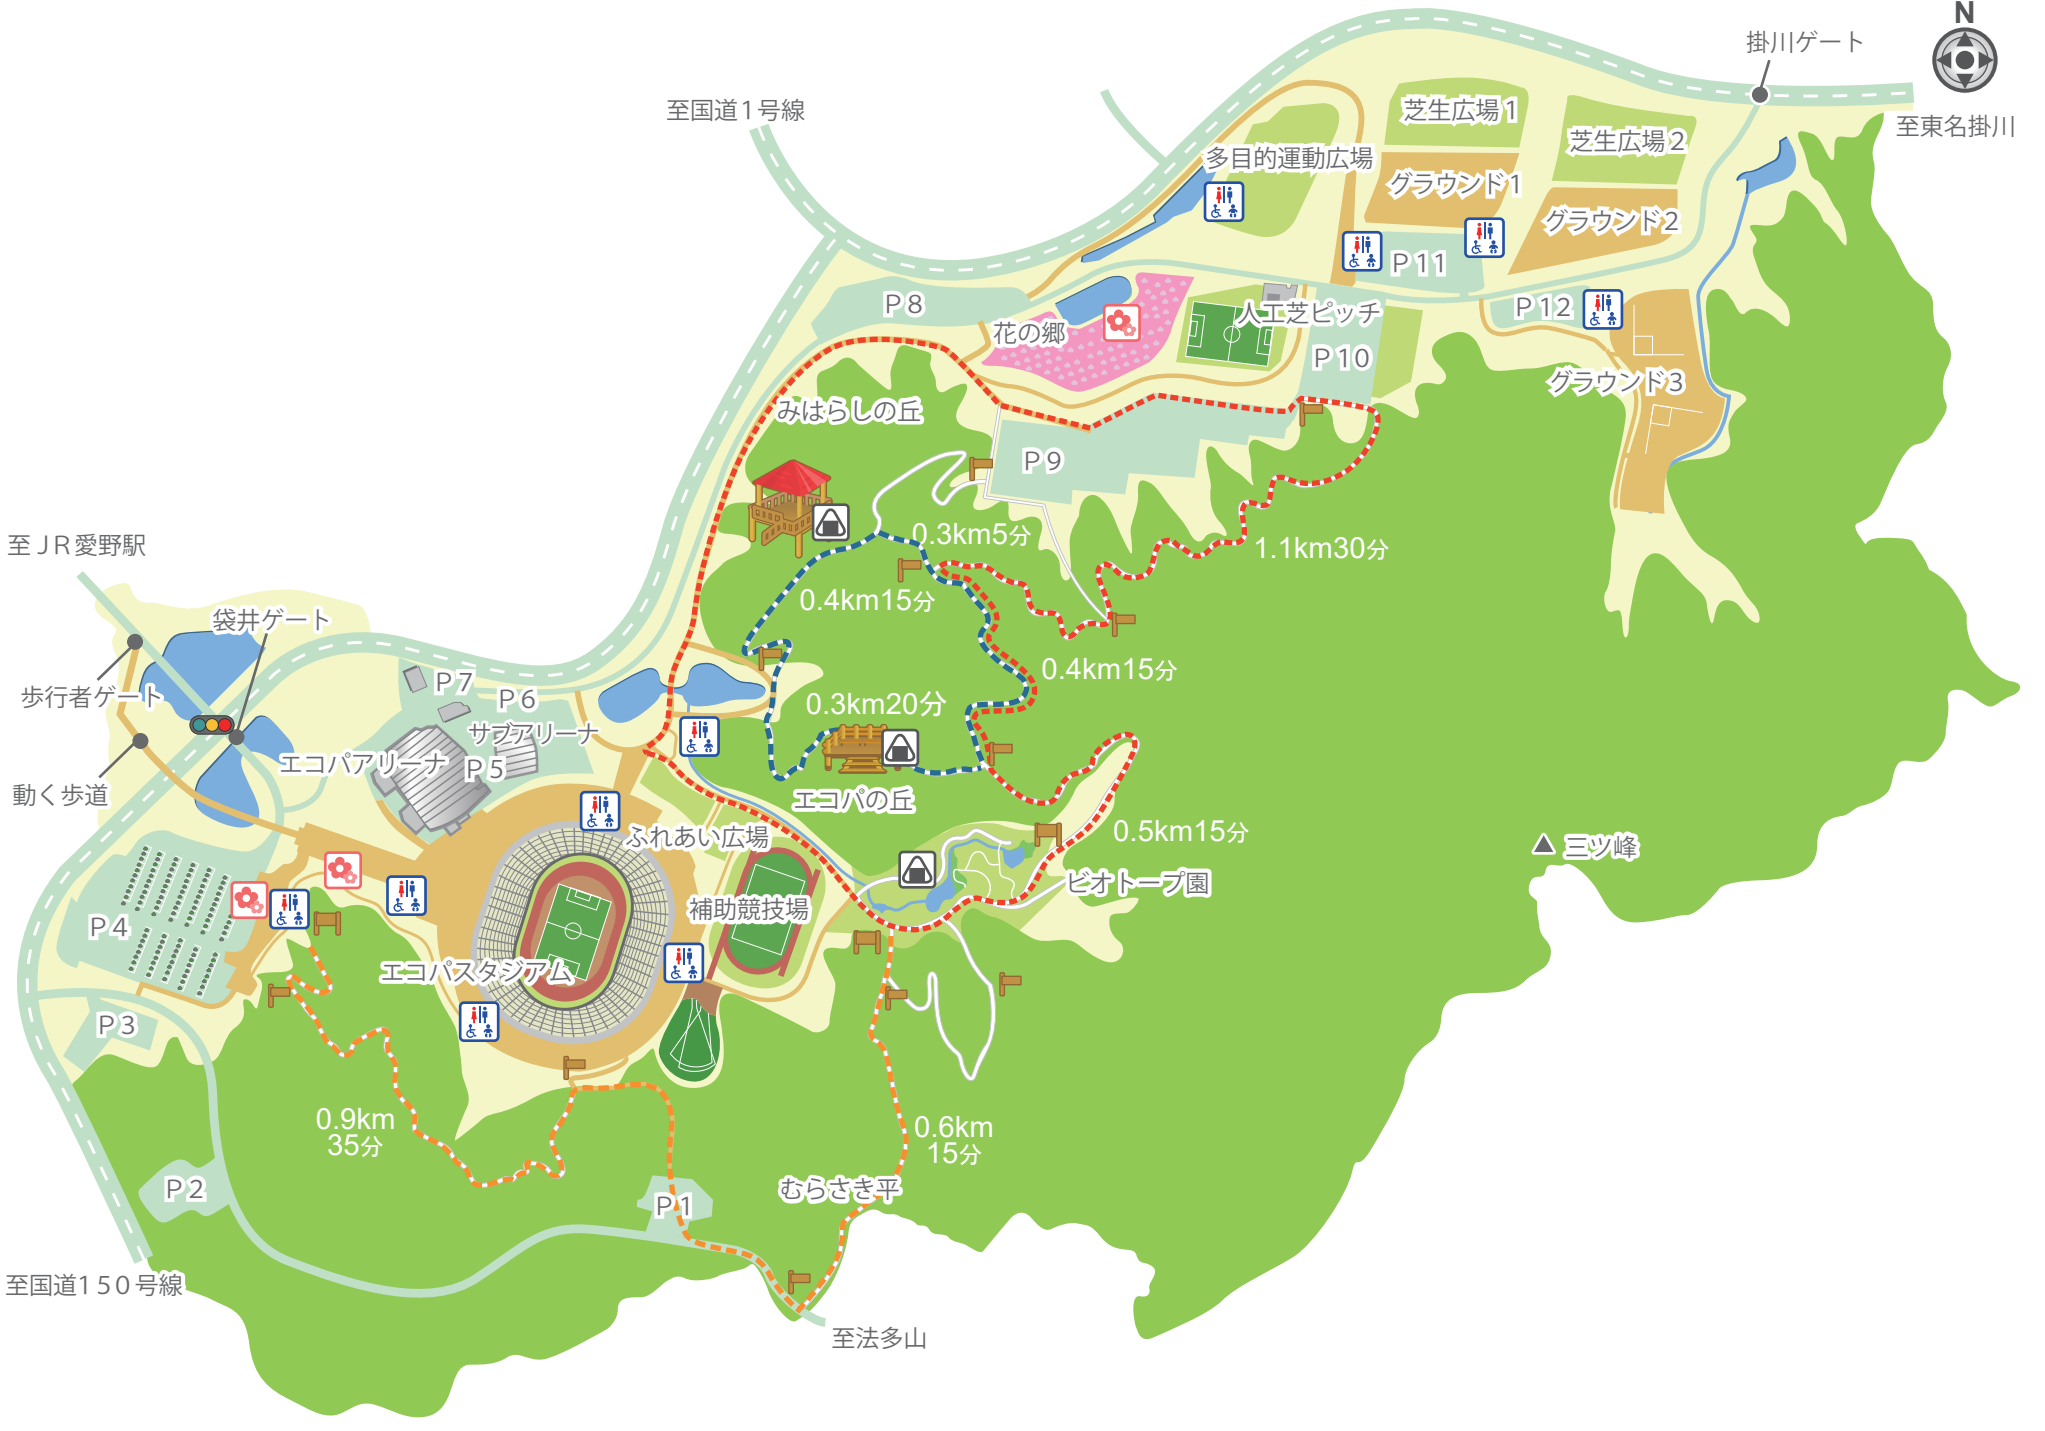 N
掛川ゲート
至東名掛川
至国道1号線
芝生広場1
芝生広場2
多目的運動広場
グラウンド1
グラウンド2
P11
P8
P12
人工芝ピッチ
花の郷
P10
グラウンド3
みはらしの丘
P9
0.3km5分
1.1km30分
至JR愛野駅
0.4km15分
袋井ゲート
0.4km15分
歩行者ゲート
P7
P6
0.3km20分
サブアリーナ
エコパアリーナ
P5
動く歩道
エコパの丘
ふれあい広場
0.5km15分
三ツ峰
ビオトープ園
補助競技場
P4
エコパスタジアム
P3
0.9km
35分
0.6km
15分
むらさき平
P2
P1
至国道150号線
至法多山